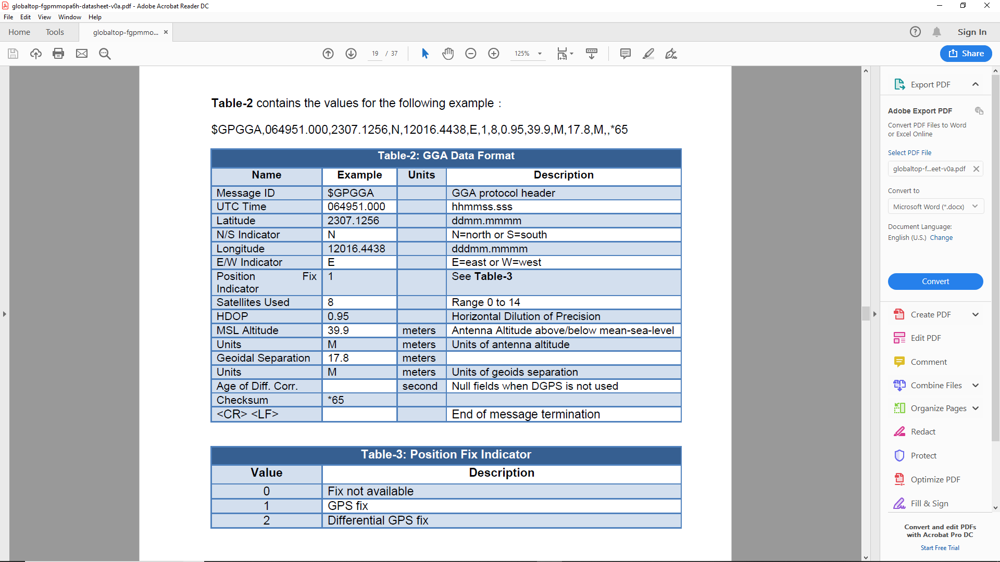 globaltop-fgpmmopa6h-datasheet-v0a.pdf - Adobe Acrobat Reader DC
File Edit View Window Help
Home Tools globaltop-fgpmmo... × Sign In
19 / 37 125% Share
Table-2 contains the values for the following example :
$GPGGA,064951.000,2307.1256,N,12016.4438,E,1,8,0.95,39.9,M,17.8,M,,*65
Table-2: GGA Data Format
Name Example Units Description
Message ID $GPGGA GGA protocol header
UTC Time 064951.000 hhmmss.sss
Latitude 2307.1256 ddmm.mmmm
N/S Indicator N N=north or S=south
Longitude 12016.4438 dddmm.mmmm
E/W Indicator E E=east or W=west
Position Fix 1 See Table-3
Indicator
Satellites Used 8 Range 0 to 14
HDOP 0.95 Horizontal Dilution of Precision
MSL Altitude 39.9 meters Antenna Altitude above/below mean-sea-level
Units M meters Units of antenna altitude
Geoidal Separation 17.8 meters
Units M meters Units of geoids separation
Age of Diff. Corr. second Null fields when DGPS is not used
Checksum *65
<CR> <LF> End of message termination
Table-3: Position Fix Indicator
Value Description
0 Fix not available
1 GPS fix
2 Differential GPS fix
Export PDF
Adobe Export PDF
Convert PDF Files to Word
or Excel Online
Select PDF File
globaltop-f...eet-v0a.pdf
Convert to
Microsoft Word (*.docx)
Document Language:
English (U.S.) Change
Convert
Create PDF
Edit PDF
Comment
Combine Files
Organize Pages
Redact
Protect
Optimize PDF
Fill & Sign
Convert and edit PDFs
with Acrobat Pro DC
Start Free Trial